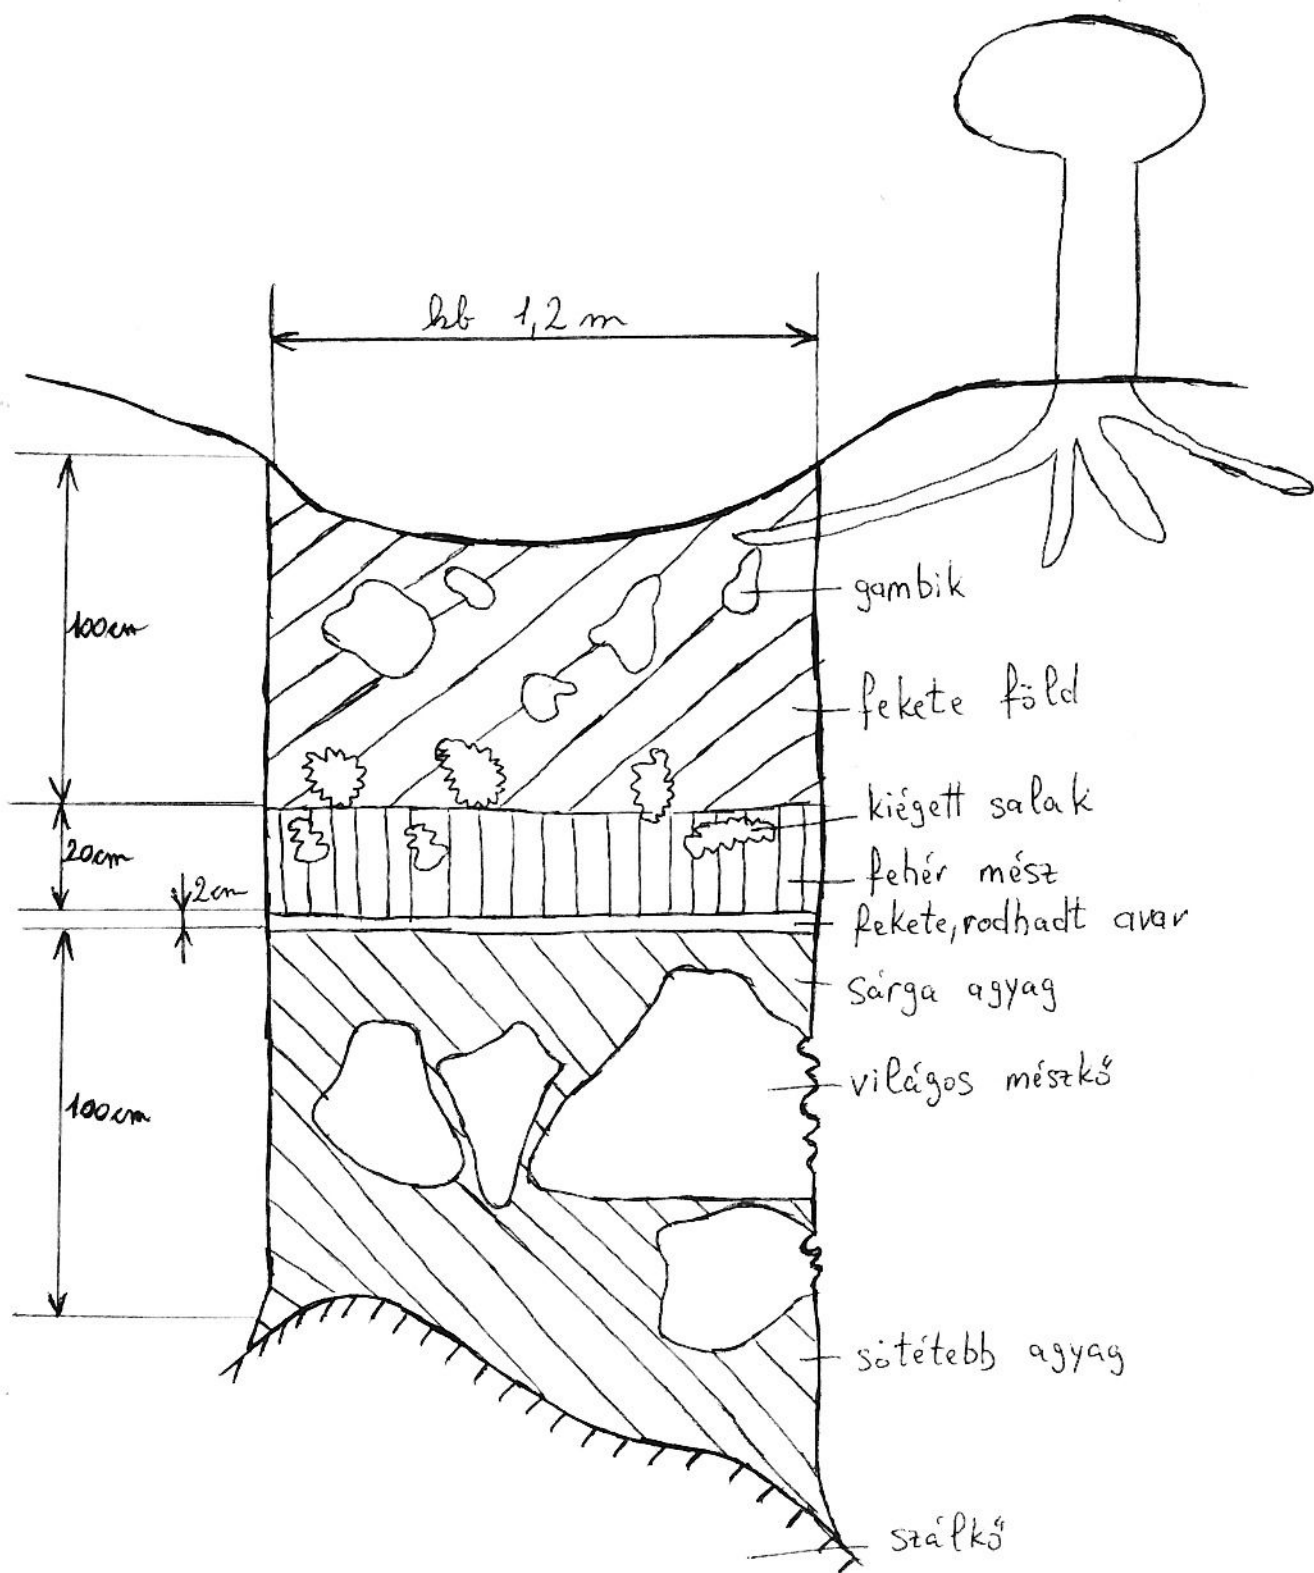 kb 1,2 m
gambik
100cm
fekete föld
kiégett salak
20cm
fehér mész
2cm
fekete, rodhadt avar
sárga agyag
világos mészkő
100cm
sötétebb agyag
szálkő